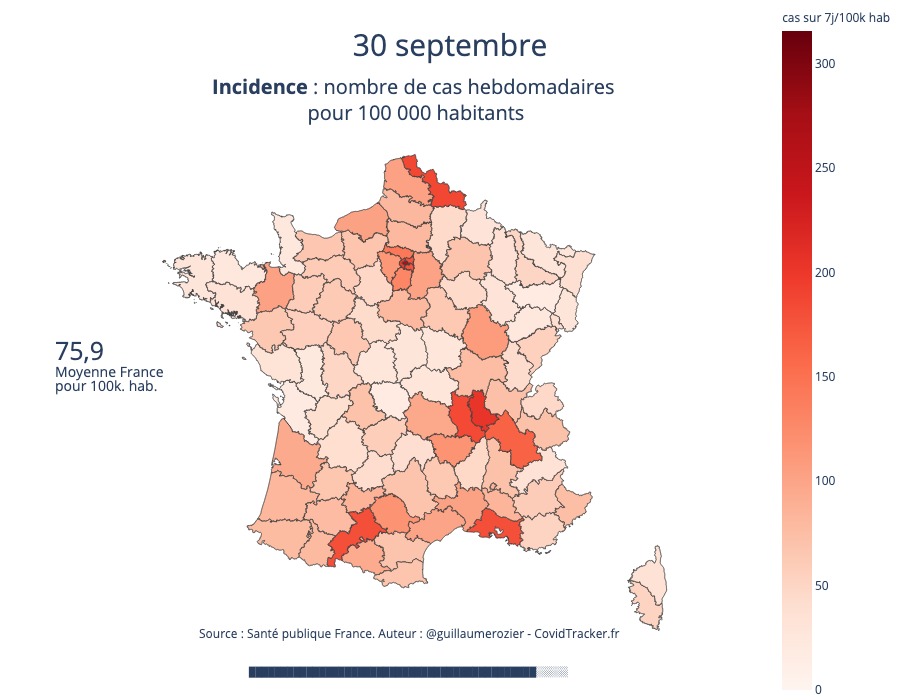 cas sur 7j/100k hab
30 septembre
Incidence : nombre de cas hebdomadaires
pour 100 000 habitants
300
250
200
150
100
50
0
75,9
Moyenne France
pour 100k. hab.
Source : Santé publique France. Auteur : @guillaumerozier - CovidTracker.fr